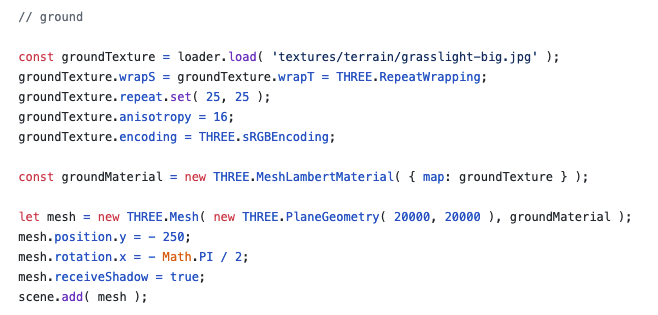 // ground
const groundTexture = loader.load( 'textures/terrain/grasslight-big.jpg' );
groundTexture.wrapS = groundTexture.wrapT = THREE.RepeatWrapping;
groundTexture.repeat.set( 25, 25 );
groundTexture.anisotropy = 16;
groundTexture.encoding = THREE.sRGBEncoding;
const groundMaterial = new THREE.MeshLambertMaterial( { map: groundTexture } );
let mesh = new THREE.Mesh( new THREE.PlaneGeometry( 20000, 20000 ), groundMaterial );
mesh.position.y = - 250;
mesh.rotation.x = - Math.PI / 2;
mesh.receiveShadow = true;
scene.add( mesh );